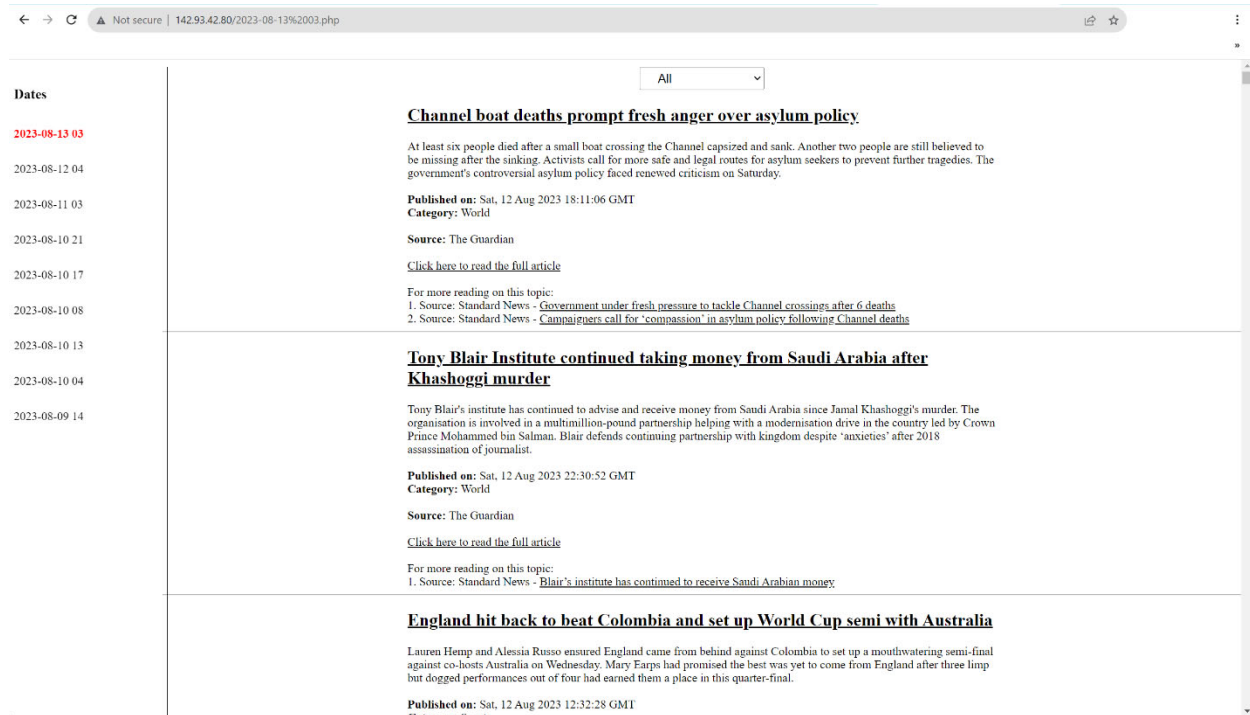 Not secure | 142.93.42.80/2023-08-13%2003.php
»
Dates
2023-08-13 03
2023-08-12 04
2023-08-11 03
2023-08-10 21
2023-08-10 17
2023-08-10 08
2023-08-10 13
2023-08-10 04
2023-08-09 14
All
Channel boat deaths prompt fresh anger over asylum policy
At least six people died after a small boat crossing the Channel capsized and sank. Another two people are still believed to
be missing after the sinking. Activists call for more safe and legal routes for asylum seekers to prevent further tragedies. The
government's controversial asylum policy faced renewed criticism on Saturday.
Published on: Sat, 12 Aug 2023 18:11:06 GMT
Category: World
Source: The Guardian
Click here to read the full article
For more reading on this topic:
1. Source: Standard News - Government under fresh pressure to tackle Channel crossings after 6 deaths
2. Source: Standard News - Campaigners call for ‘compassion’ in asylum policy following Channel deaths
Tony Blair Institute continued taking money from Saudi Arabia after
Khashoggi murder
Tony Blair's institute has continued to advise and receive money from Saudi Arabia since Jamal Khashoggi's murder. The
organisation is involved in a multimillion-pound partnership helping with a modernisation drive in the country led by Crown
Prince Mohammed bin Salman. Blair defends continuing partnership with kingdom despite ‘anxieties’ after 2018
assassination of journalist.
Published on: Sat, 12 Aug 2023 22:30:52 GMT
Category: World
Source: The Guardian
Click here to read the full article
For more reading on this topic:
1. Source: Standard News - Blair’s institute has continued to receive Saudi Arabian money
England hit back to beat Colombia and set up World Cup semi with Australia
Lauren Hemp and Alessia Russo ensured England came from behind against Colombia to set up a mouthwatering semi-final
against co-hosts Australia on Wednesday. Mary Earps had promised the best was yet to come from England after three limp
but dogged performances out of four had earned them a place in this quarter-final.
Published on: Sat, 12 Aug 2023 12:32:28 GMT